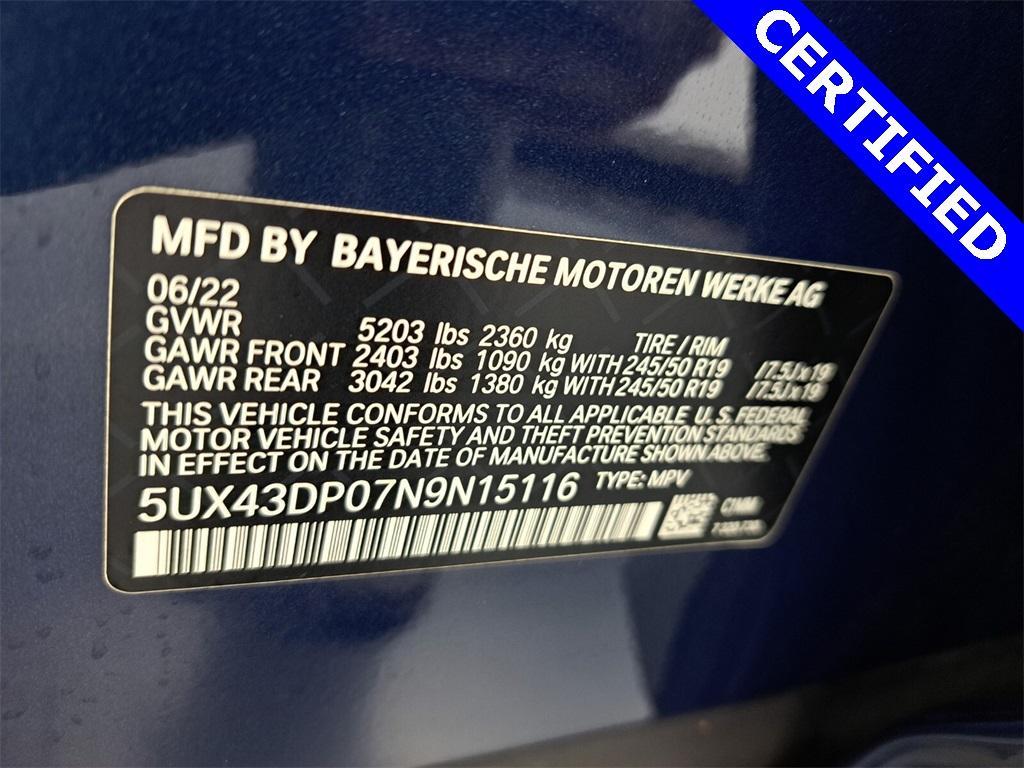 CERTIFIED
MFD BY BAYERISCHE MOTOREN WERKE AG
06/22
GVWR 5203 lbs 2360 kg TIRE / RIM
GAWR FRONT 2403 lbs 1090 kg WITH 245/50 R19 /7.5Jx19
GAWR REAR 3042 lbs 1380 kg WITH 245/50 R19 /7.5Jx19
THIS VEHICLE CONFORMS TO ALL APPLICABLE U. S. FEDERAL
MOTOR VEHICLE SAFETY AND THEFT PREVENTION STANDARDS
IN EFFECT ON THE DATE OF MANUFACTURE SHOWN ABOVE.
5UX43DP07N9N15116 TYPE: MPV